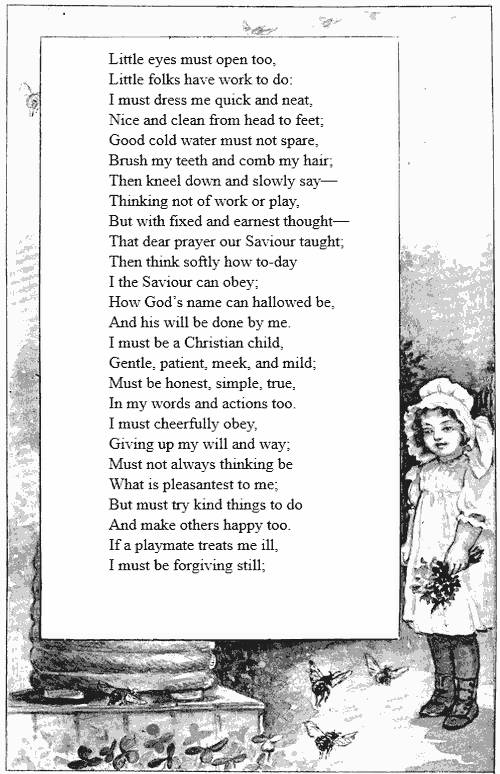 Little eyes must open too,
Little folks have work to do:
I must dress me quick and neat,
Nice and clean from head to feet;
Good cold water must not spare,
Brush my teeth and comb my hair;
Then kneel down and slowly say—
Thinking not of work or play,
But with fixed and earnest thought—
That dear prayer our Saviour taught;
Then think softly how to-day
I the Saviour can obey;
How God's name can hallowed be,
And his will be done by me.
I must be a Christian child,
Gentle, patient, meek, and mild;
Must be honest, simple, true,
In my words and actions too.
I must cheerfully obey,
Giving up my will and way;
Must not always thinking be
What is pleasantest to me;
But must try kind things to do
And make others happy too.
If a playmate treats me ill,
I must be forgiving still;